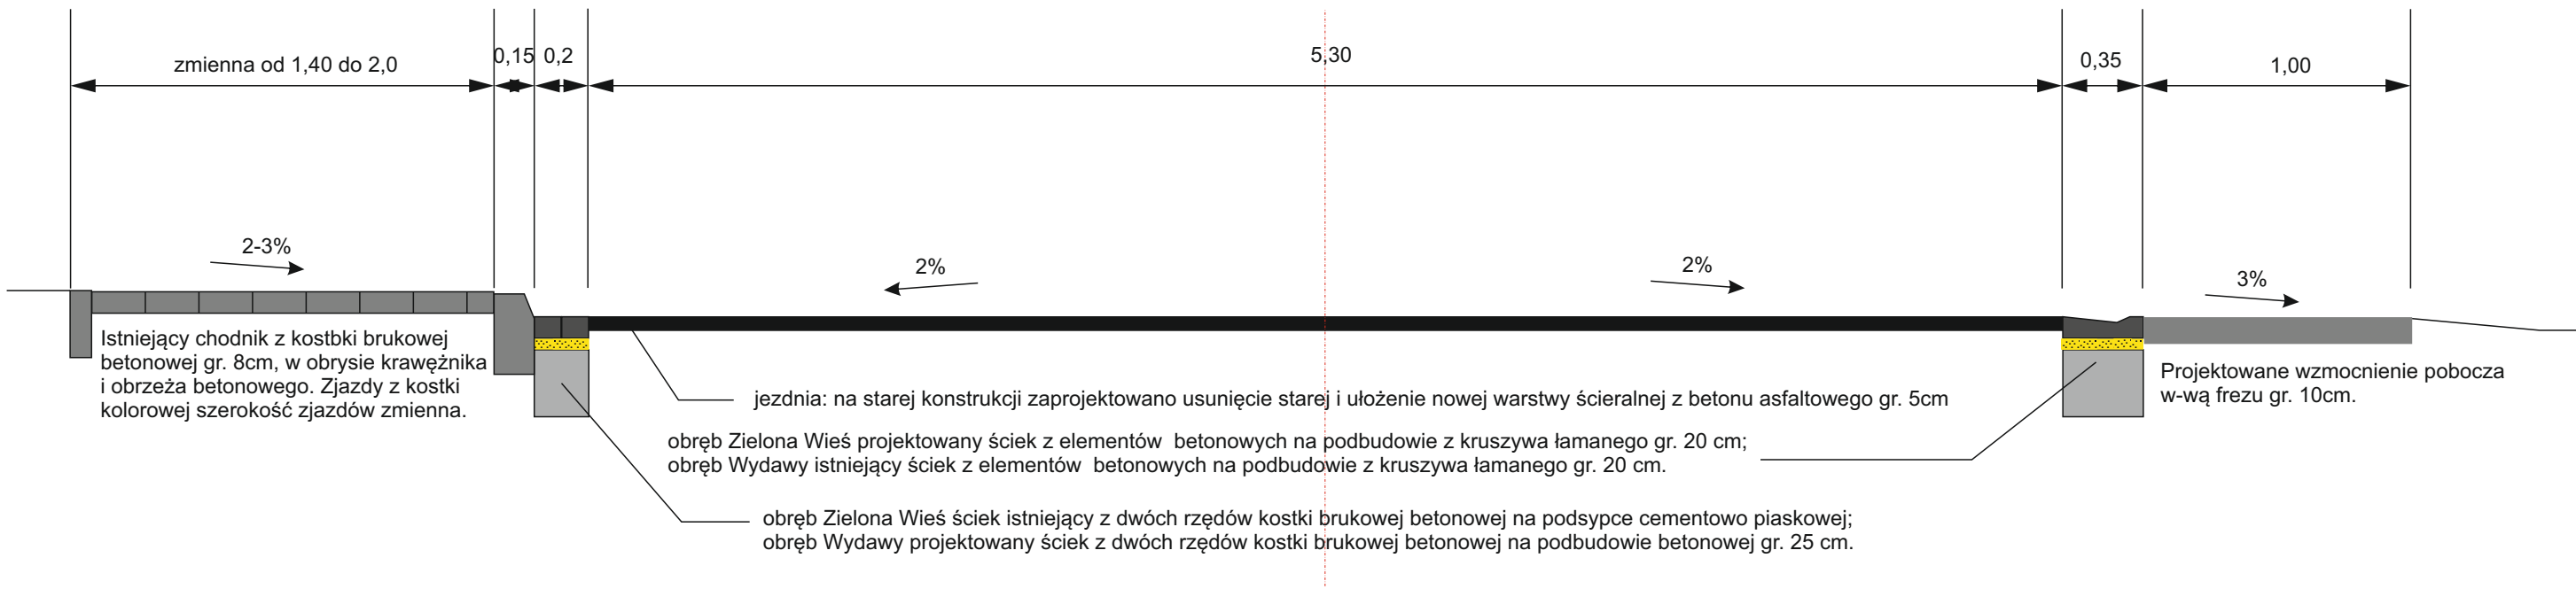 zmienna od 1,40 do 2,0
0,15
0,2
5,30
0,35
1,00
2-3%
2%
2%
3%
Istniejący chodnik z kostbki brukowej
betonowej gr. 8cm, w obrysie krawężnika
i obrzeża betonowego. Zjazdy z kostki
kolorowej szerokość zjazdów zmienna.
Projektowane wzmocnienie pobocza
w-wą frezu gr. 10cm.
jezdnia: na starej konstrukcji zaprojektowano usunięcie starej i ułożenie nowej warstwy ścieralnej z betonu asfaltowego gr. 5cm
obręb Zielona Wieś projektowany ściek z elementów betonowych na podbudowie z kruszywa łamanego gr. 20 cm;
obręb Wydawy istniejący ściek z elementów betonowych na podbudowie z kruszywa łamanego gr. 20 cm.
obręb Zielona Wieś ściek istniejący z dwóch rzędów kostki brukowej betonowej na podsypce cementowo piaskowej;
obręb Wydawy projektowany ściek z dwóch rzędów kostki brukowej betonowej na podbudowie betonowej gr. 25 cm.